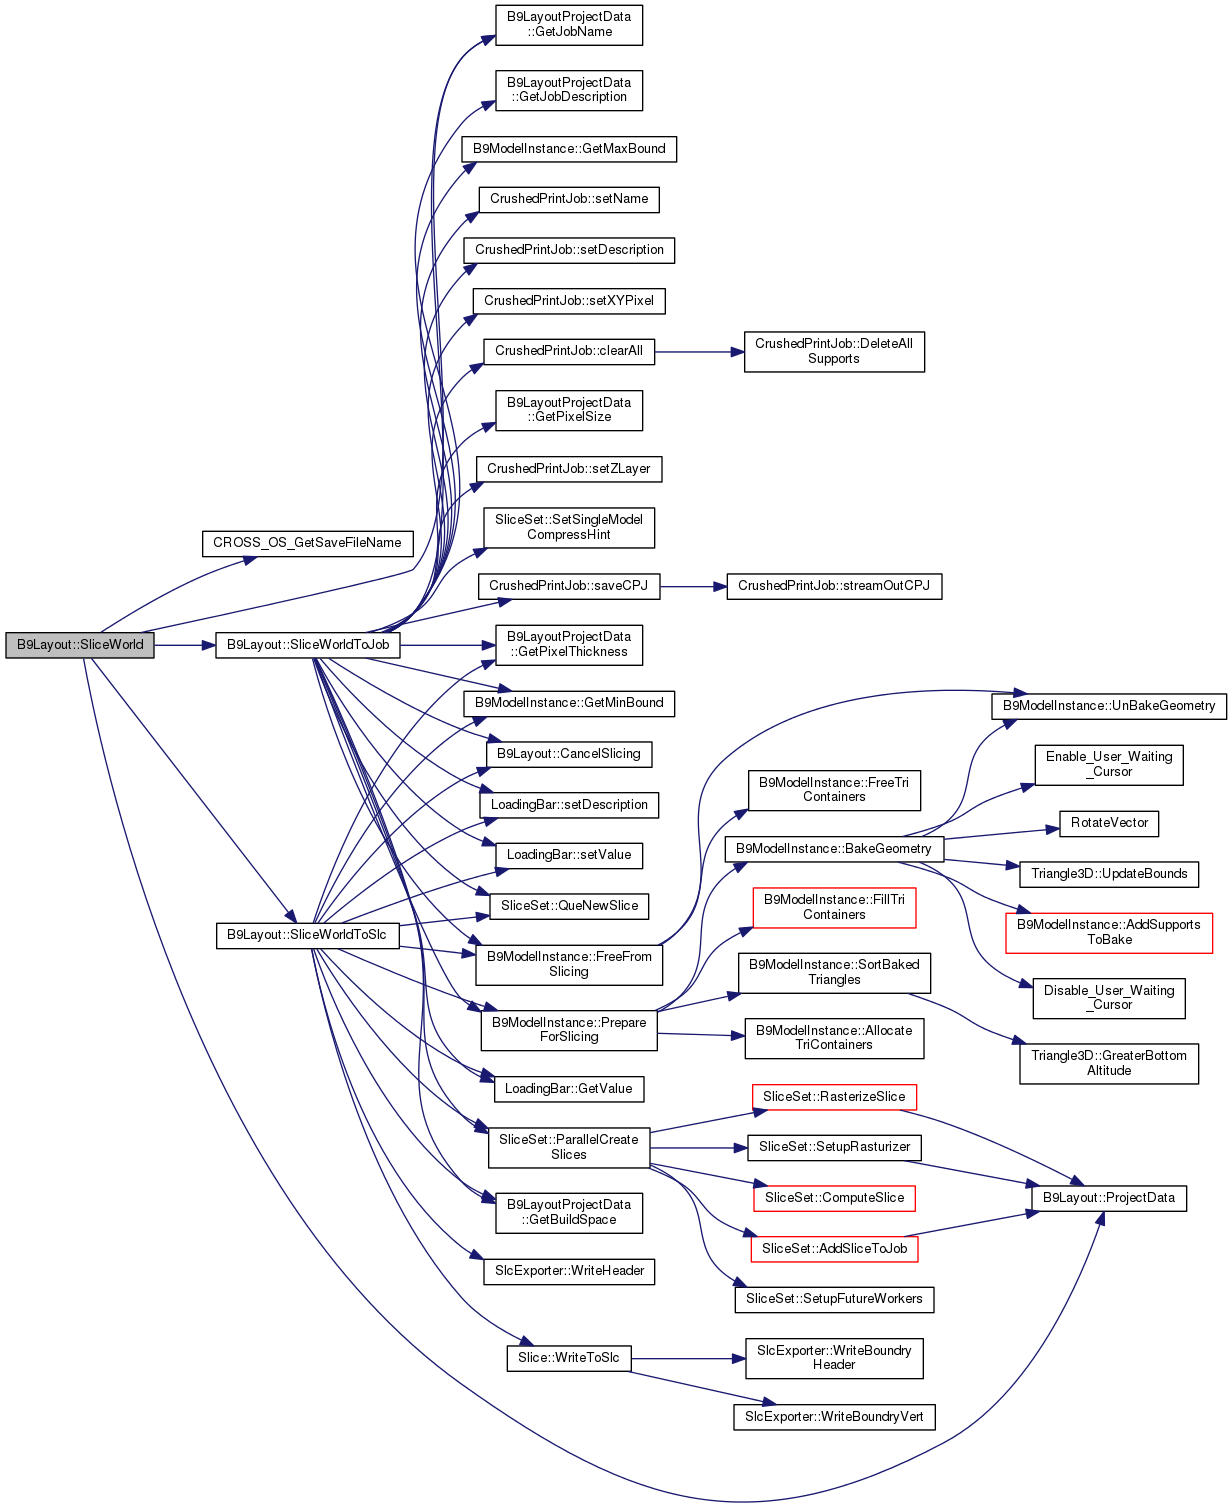 B9LayoutProjectData
::GetJobName
B9LayoutProjectData
::GetJobDescription
B9ModelInstance::GetMaxBound
CrushedPrintJob::setName
CrushedPrintJob::setDescription
CrushedPrintJob::setXYPixel
CrushedPrintJob::clearAll
CrushedPrintJob::DeleteAll
Supports
B9LayoutProjectData
::GetPixelSize
CrushedPrintJob::setZLayer
SliceSet::SetSingleModel
CompressHint
CROSS_OS_GetSaveFileName
CrushedPrintJob::saveCPJ
CrushedPrintJob::streamOutCPJ
B9Layout::SliceWorld
B9Layout::SliceWorldToJob
B9LayoutProjectData
::GetPixelThickness
B9ModelInstance::GetMinBound
B9ModelInstance::UnBakeGeometry
B9Layout::CancelSlicing
Enable_User_Waiting
_Cursor
B9ModelInstance::FreeTri
Containers
LoadingBar::setDescription
RotateVector
LoadingBar::setValue
B9ModelInstance::BakeGeometry
Triangle3D::UpdateBounds
SliceSet::QueNewSlice
B9ModelInstance::FillTri
Containers
B9ModelInstance::AddSupports
ToBake
B9Layout::SliceWorldToSlc
B9ModelInstance::FreeFrom
Slicing
B9ModelInstance::SortBaked
Triangles
Disable_User_Waiting
_Cursor
B9ModelInstance::Prepare
ForSlicing
B9ModelInstance::Allocate
TriContainers
Triangle3D::GreaterBottom
Altitude
LoadingBar::GetValue
SliceSet::RasterizeSlice
SliceSet::ParallelCreate
Slices
SliceSet::SetupRasturizer
SliceSet::ComputeSlice
B9Layout::ProjectData
B9LayoutProjectData
::GetBuildSpace
SliceSet::AddSliceToJob
SlcExporter::WriteHeader
SliceSet::SetupFutureWorkers
Slice::WriteToSlc
SlcExporter::WriteBoundry
Header
SlcExporter::WriteBoundryVert